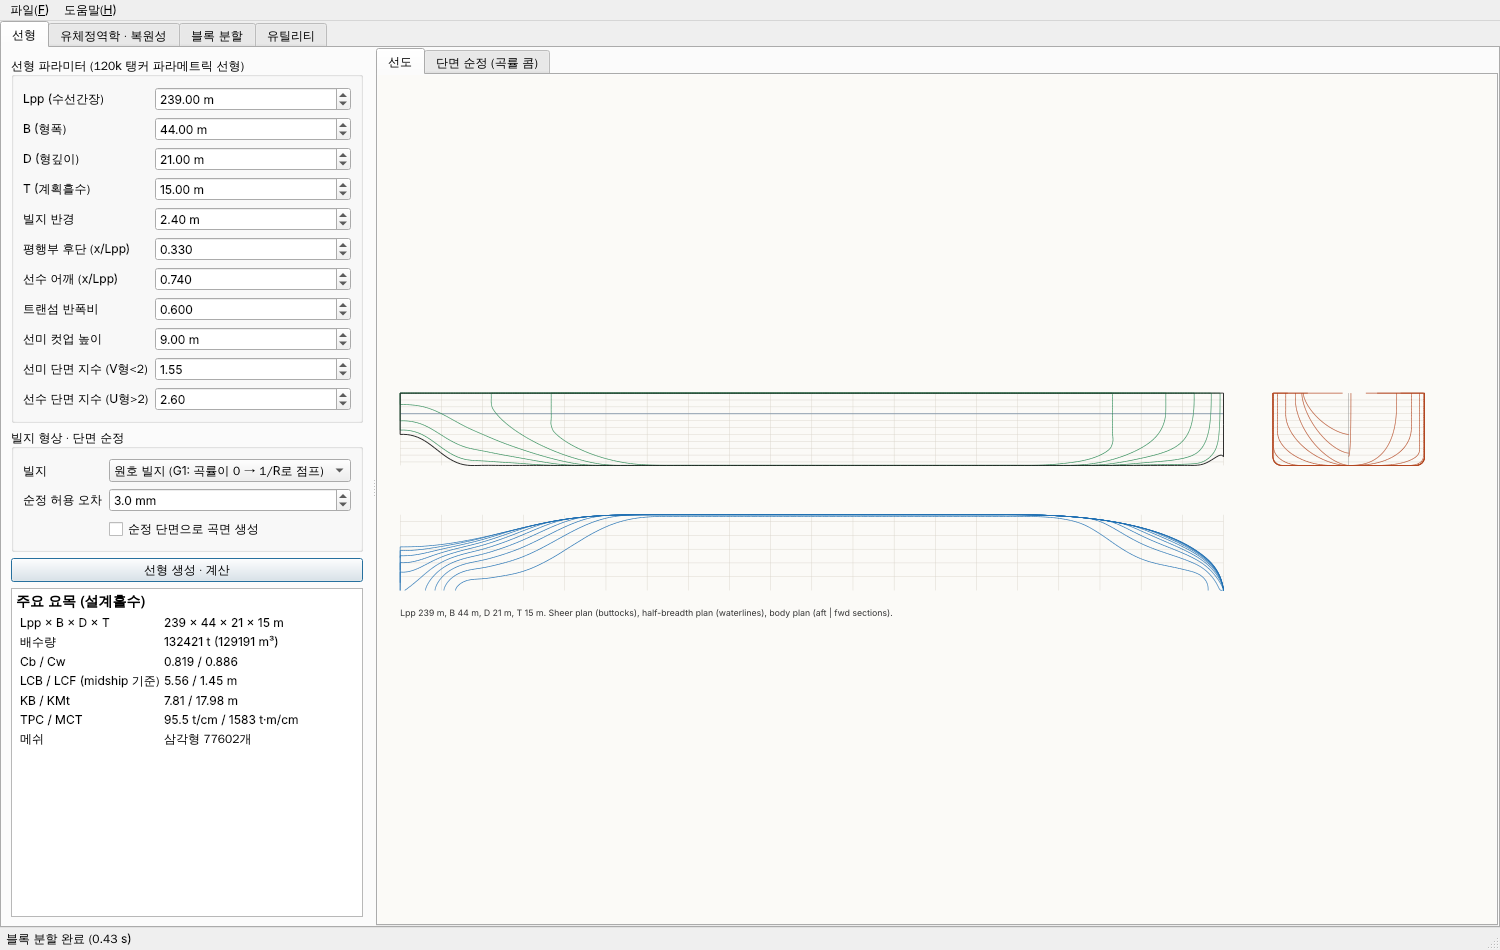 파일(F) 도움말(H)
선형 유체정역학 · 복원성 블록 분할 유틸리티
선형 파라미터 (120k 탱커 파라메트릭 선형)
Lpp (수선간장) 239.00 m
B (형폭) 44.00 m
D (형깊이) 21.00 m
T (계획흘수) 15.00 m
빌지 반경 2.40 m
평행부 후단 (x/Lpp) 0.330
선수 어깨 (x/Lpp) 0.740
트랜섬 반폭비 0.600
선미 컷업 높이 9.00 m
선미 단면 지수 (V형<2) 1.55
선수 단면 지수 (U형>2) 2.60
빌지 형상 · 단면 순정
빌지 원호 빌지 (G1: 곡률이 0 → 1/R로 점프)
순정 허용 오차 3.0 mm
순정 단면으로 곡면 생성
선형 생성 · 계산
주요 요목 (설계흘수)
Lpp × B × D × T 239 × 44 × 21 × 15 m
배수량 132421 t (129191 m³)
Cb / Cw 0.819 / 0.886
LCB / LCF (midship 기준) 5.56 / 1.45 m
KB / KMt 7.81 / 17.98 m
TPC / MCT 95.5 t/cm / 1583 t·m/cm
메쉬 삼각형 77602개
선도 단면 순정 (곡률 콤)
Lpp 239 m, B 44 m, D 21 m, T 15 m. Sheer plan (buttocks), half-breadth plan (waterlines), body plan (aft | fwd sections).
블록 분할 완료 (0.43 s)